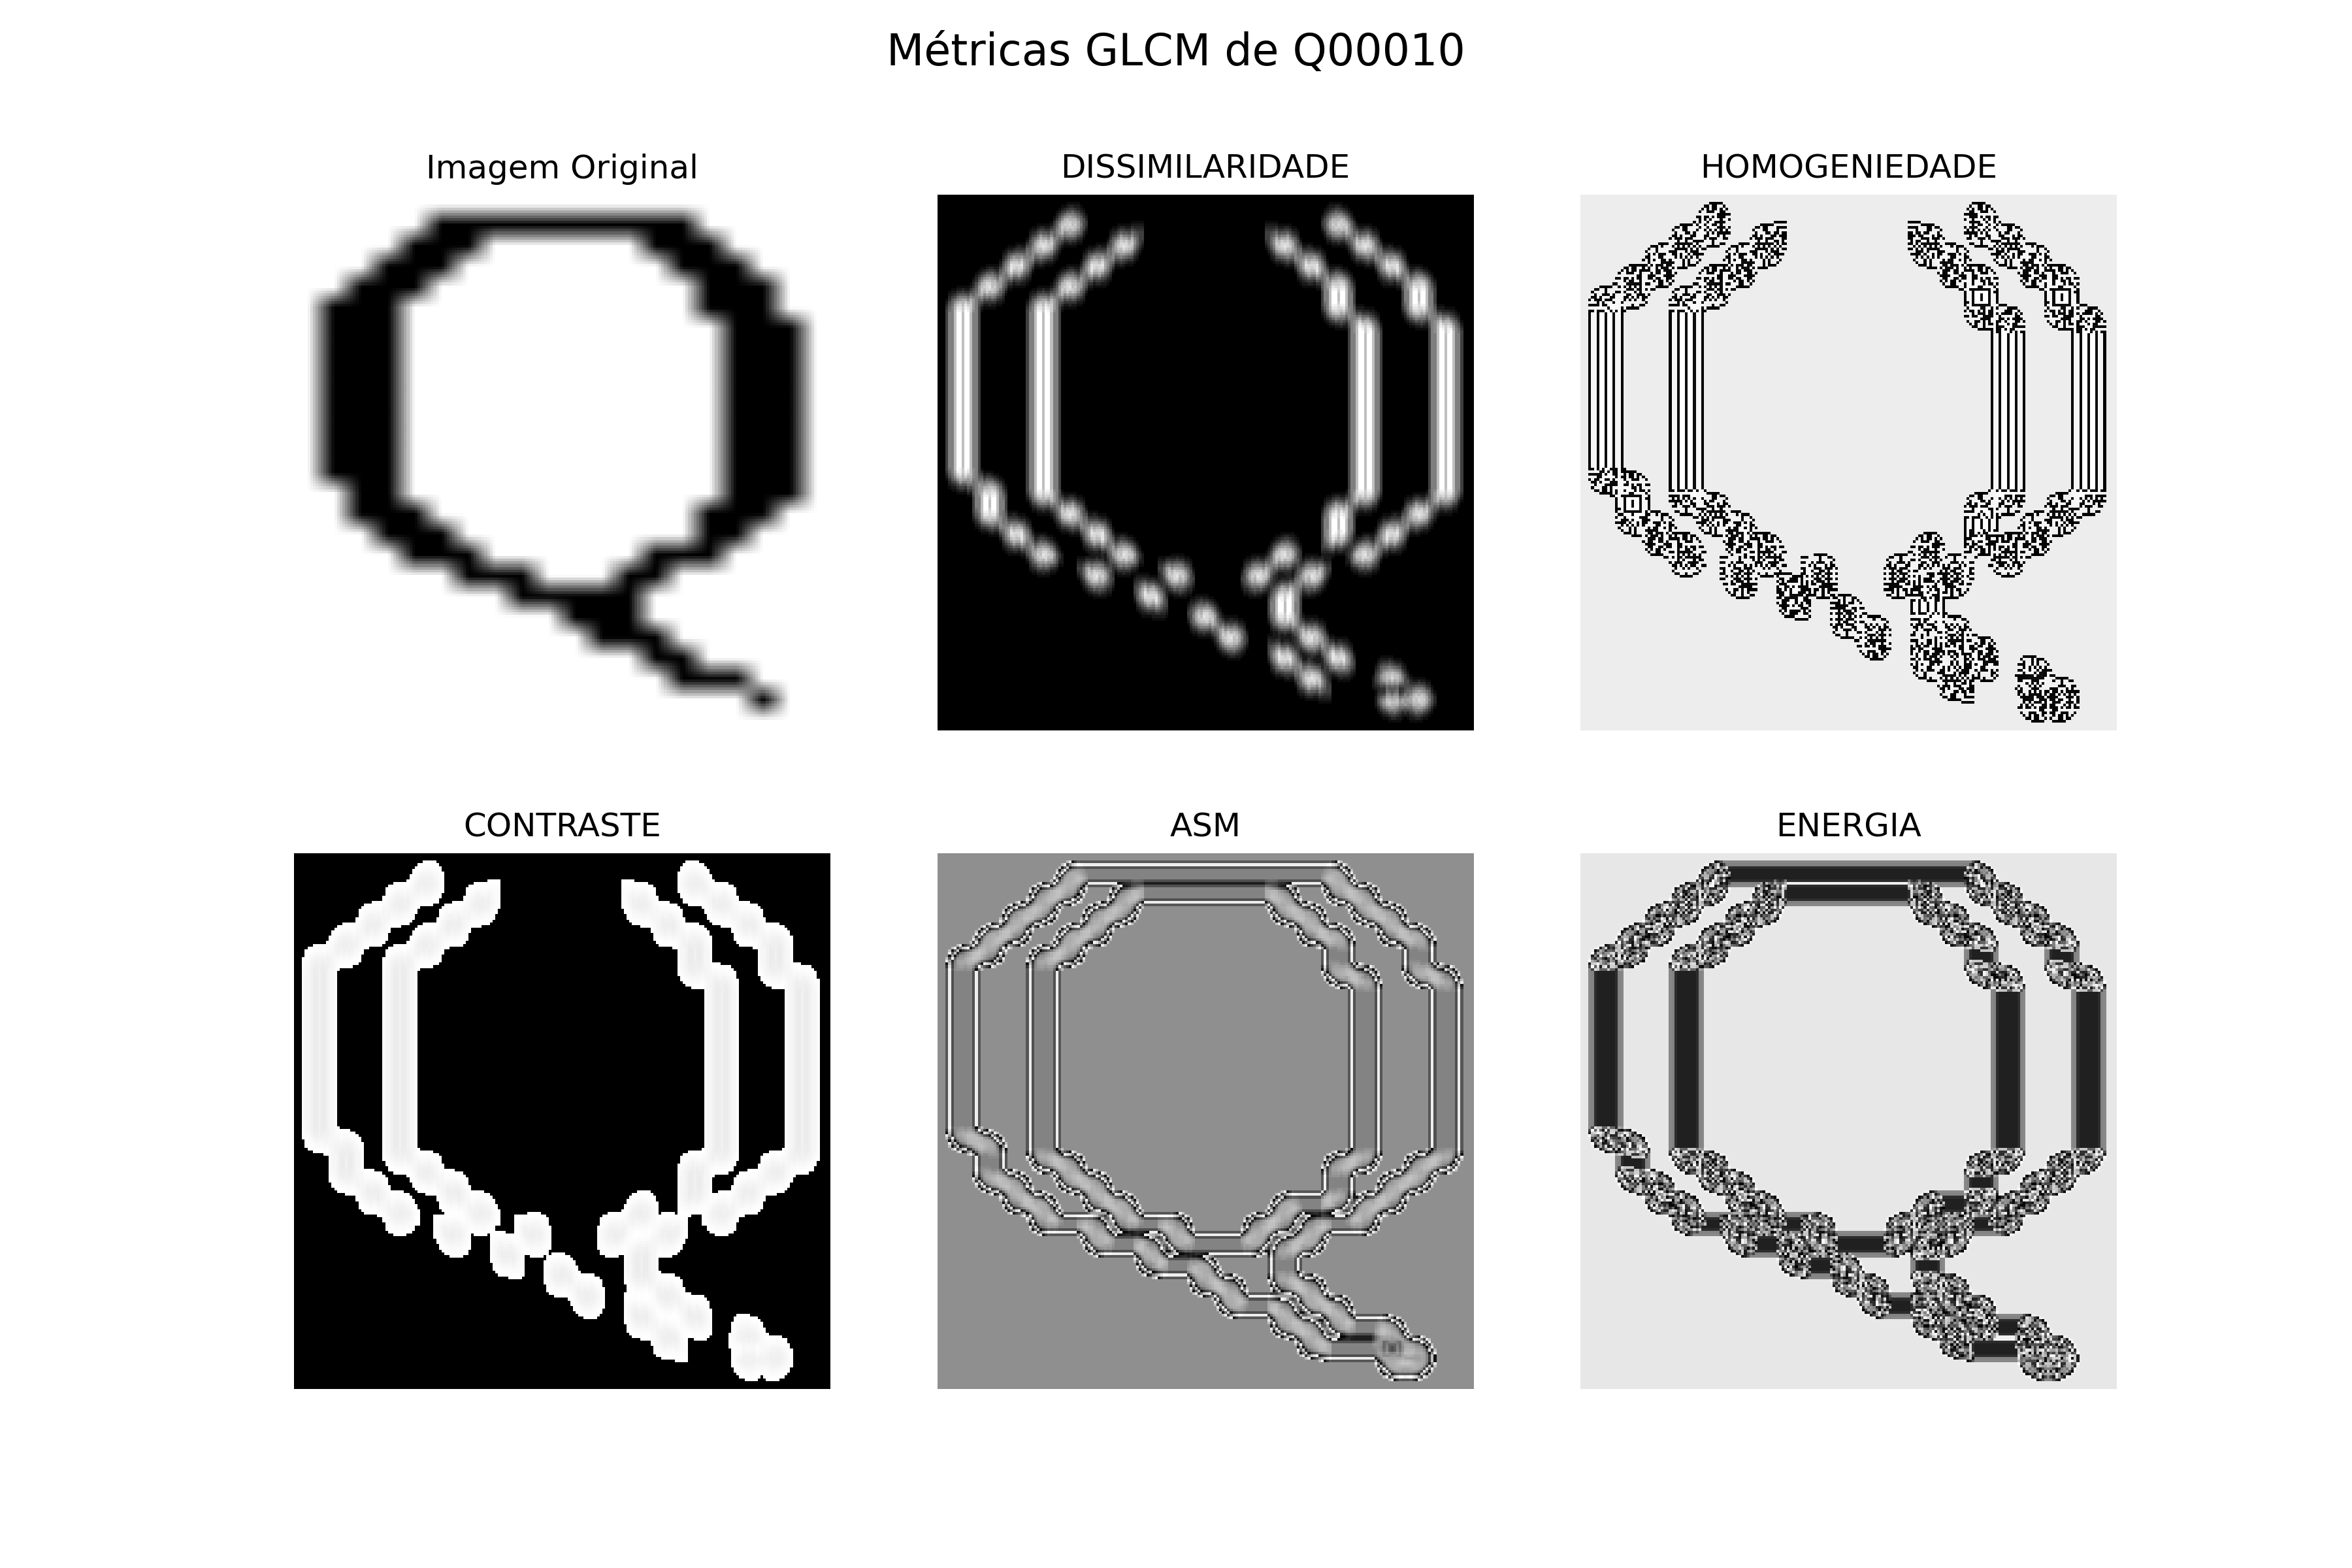 Métricas GLCM de Q00010
Imagem Original
DISSIMILARIDADE
HOMOGENIEDADE
CONTRASTE
ASM
ENERGIA